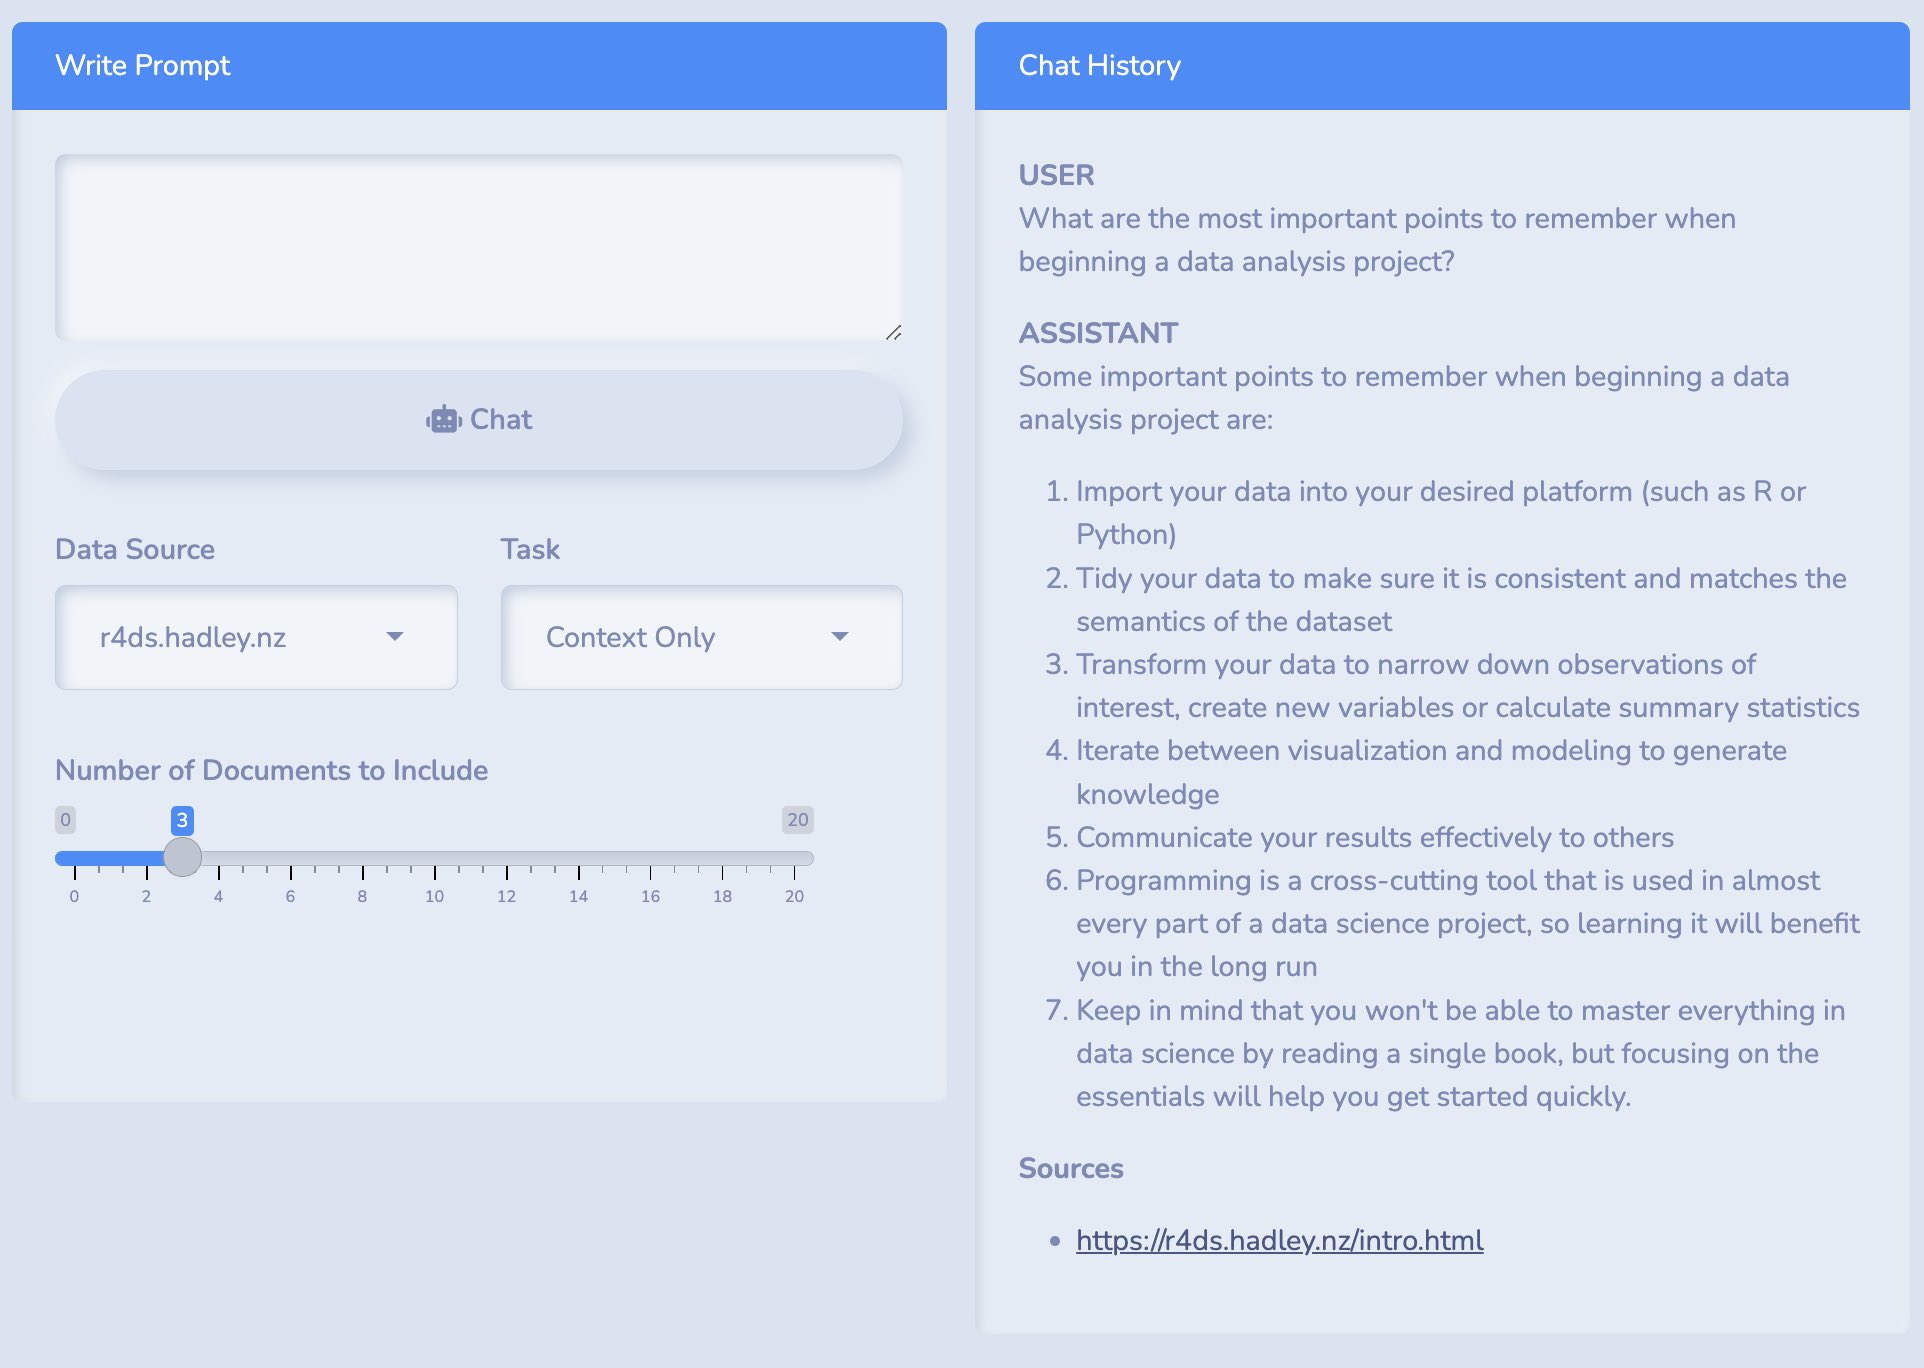 Write Prompt
Chat
Data Source
Task
r4ds.hadley.nz
Context Only
Number of Documents to Include
0
3
20
0 2 4 6 8 10 12 14 16 18 20
Chat History
USER
What are the most important points to remember when
beginning a data analysis project?
ASSISTANT
Some important points to remember when beginning a data
analysis project are:
1. Import your data into your desired platform (such as R or
Python)
2. Tidy your data to make sure it is consistent and matches the
semantics of the dataset
3. Transform your data to narrow down observations of
interest, create new variables or calculate summary statistics
4. Iterate between visualization and modeling to generate
knowledge
5. Communicate your results effectively to others
6. Programming is a cross-cutting tool that is used in almost
every part of a data science project, so learning it will benefit
you in the long run
7. Keep in mind that you won't be able to master everything in
data science by reading a single book, but focusing on the
essentials will help you get started quickly.
Sources
• https://r4ds.hadley.nz/intro.html